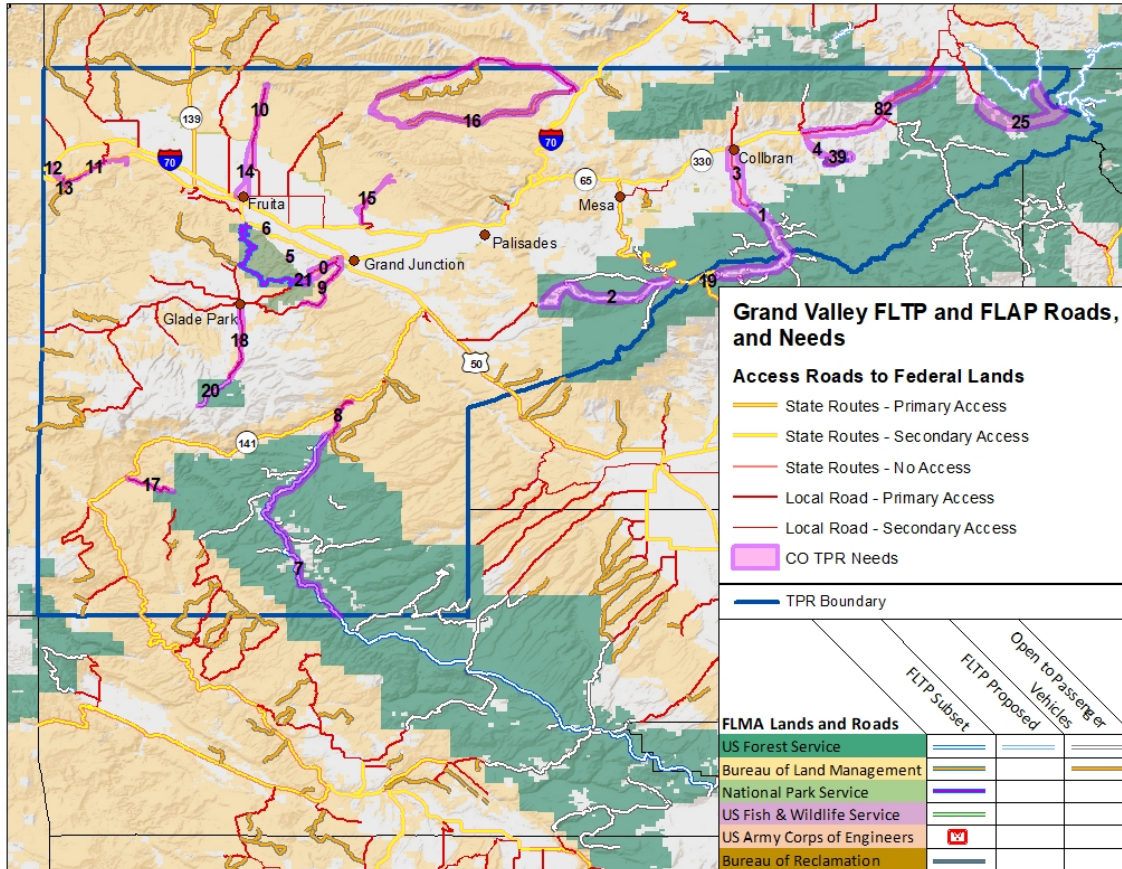 10
139
16
82
25
70
70
12
11
13
14
Fruita
15
330
Collbran
4
39
3
65
Mesa
1
6
5
Palisades
0
Grand Junction
21
9
19
2
Glade Park
18
50
20
8
141
17
7
Grand Valley FLTP and FLAP Roads,
and Needs
Access Roads to Federal Lands
State Routes - Primary Access
State Routes - Secondary Access
State Routes - No Access
Local Road - Primary Access
Local Road - Secondary Access
CO TPR Needs
TPR Boundary
FLTP Subset
FLTP Proposed
Open to Passenger
Vehicles
FLMA Lands and Roads
US Forest Service
Bureau of Land Management
National Park Service
US Fish & Wildlife Service
US Army Corps of Engineers
Bureau of Reclamation